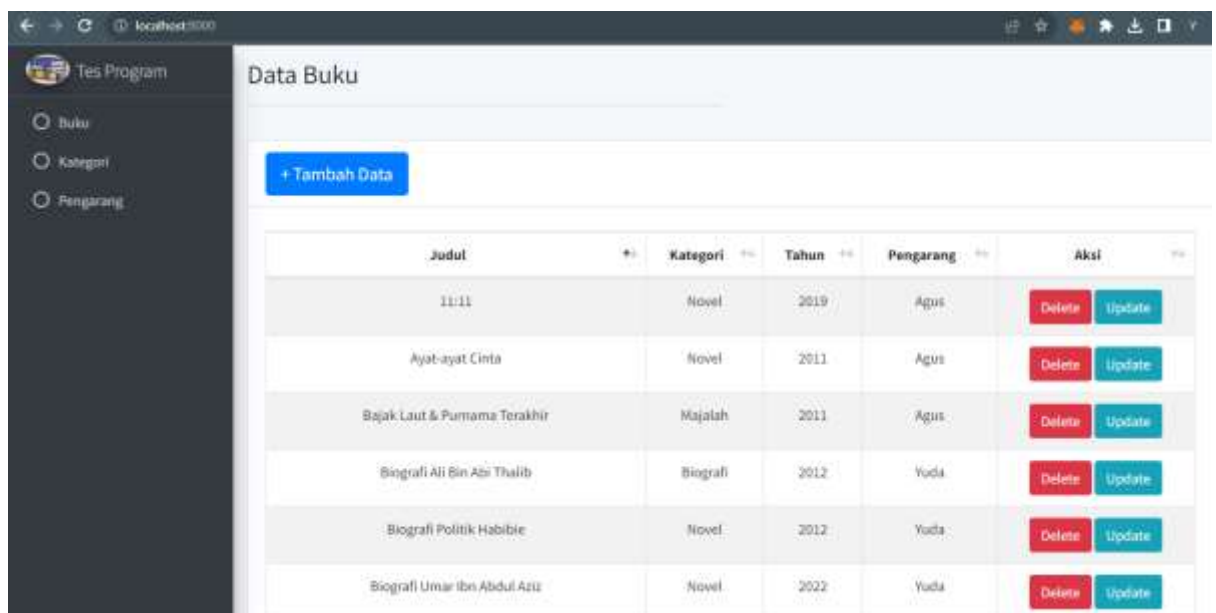 localhost:8000
Tes Program
Buku
Kategori
Pengarang
Data Buku
+ Tambah Data
Judul Kategori Tahun Pengarang Aksi
11:11 Novel 2019 Agus Delete Update
Ayat-ayat Cinta Novel 2011 Agus Delete Update
Bajak Laut & Purnama Terakhir Majalah 2011 Agus Delete Update
Biografi Ali Bin Abi Thalib Biografi 2012 Yuda Delete Update
Biografi Politik Habibie Novel 2012 Yuda Delete Update
Biografi Umar Ibn Abdul Aziz Novel 2022 Yuda Delete Update